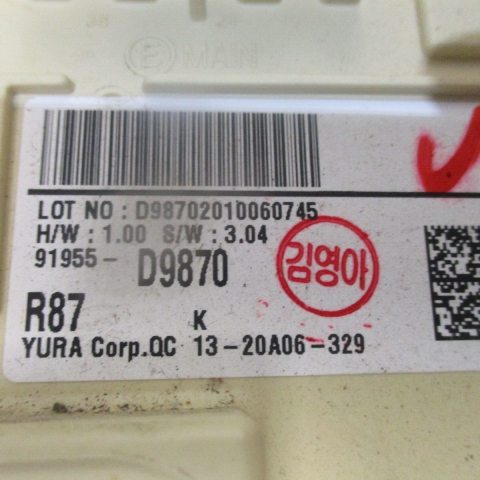 E MAIN
LOT NO : D98702010060745
H/W : 1.00 S/W : 3.04
91955- D9870
김영아
R87 K
YURA Corp.QC 13-20A06-329